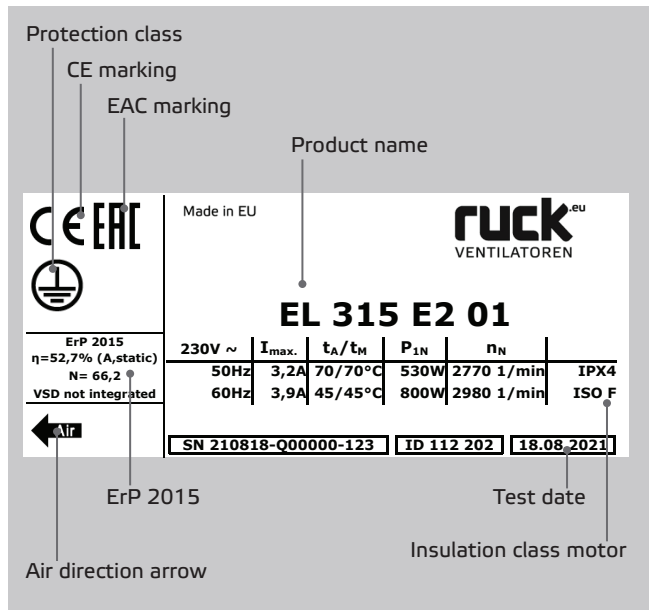 Protection class
CE marking
EAC marking
Product name
CE EAC
Made in EU
ruck.eu
VENTILATOREN
EL 315 E2 01
ErP 2015
η=52,7% (A,static)
N= 66,2
VSD not integrated
230V ~ Imax. tA/tM P1N nN
50Hz 3,2A 70/70°C 530W 2770 1/min IPX4
60Hz 3,9A 45/45°C 800W 2980 1/min ISO F
Air
SN 210818-Q00000-123 ID 112 202 18.08.2021
ErP 2015
Test date
Insulation class motor
Air direction arrow